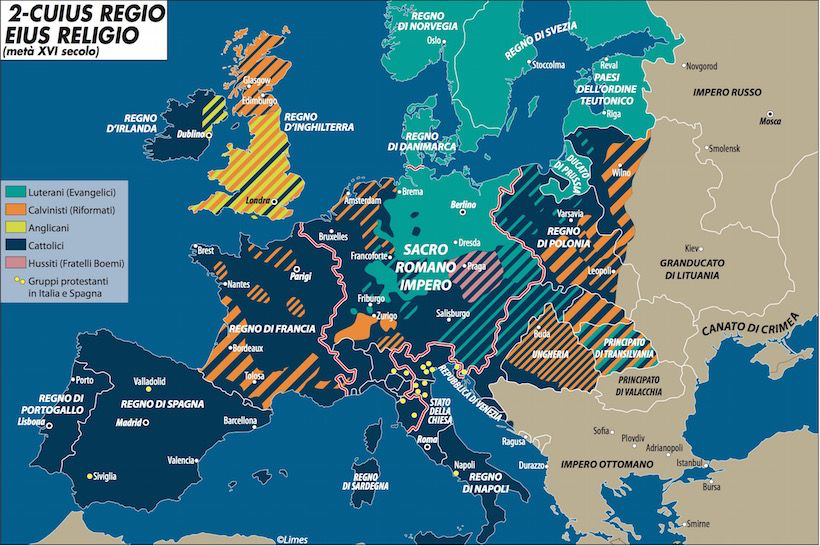 2-CUIUS REGIO
EIUS RELIGIO
(metà XVI secolo)
REGNO
DI NORVEGIA
Oslo
REGNO DI SVEZIA
Stoccolma
Reval
PAESI
DELL'ORDINE
TEUTONICO
Riga
Novgorod
IMPERO RUSSO
Mosca
Smolensk
Glasgow
Edimburgo
REGNO
D'IRLANDA
Dublino
REGNO
D'INGHILTERRA
Londra
REGNO
DI DANIMARCA
DUCATO
DI PRUSSIA
Wilno
Luterani (Evangelici)
Calvinisti (Riformati)
Anglicani
Cattolici
Hussiti (Fratelli Boemi)
Gruppi protestanti
in Italia e Spagna
Amsterdam
Brema
Berlino
Varsavia
REGNO
DI POLONIA
Bruxelles
Dresda
SACRO
ROMANO
IMPERO
Francoforte
Praga
Leopoli
Kiev
GRANDUCATO
DI LITUANIA
Brest
Parigi
Nantes
Friburgo
Zurigo
Salisburgo
REGNO DI FRANCIA
Bordeaux
Tolosa
Buda
UNGHERIA
PRINCIPATO
DI TRANSILVANIA
CANATO DI CRIMEA
PRINCIPATO
DI VALACCHIA
REPUBBLICA DI VENEZIA
STATO
DELLA
CHIESA
Porto
REGNO DI
PORTOGALLO
Lisbona
Valladolid
REGNO DI SPAGNA
Madrid
Barcellona
Valencia
Siviglia
Roma
REGNO
DI SARDEGNA
Napoli
REGNO
DI NAPOLI
Ragusa
Durazzo
Sofia
Plovdiv
Adrianopoli
IMPERO OTTOMANO
Istanbul
Bursa
Smirne
©Limes